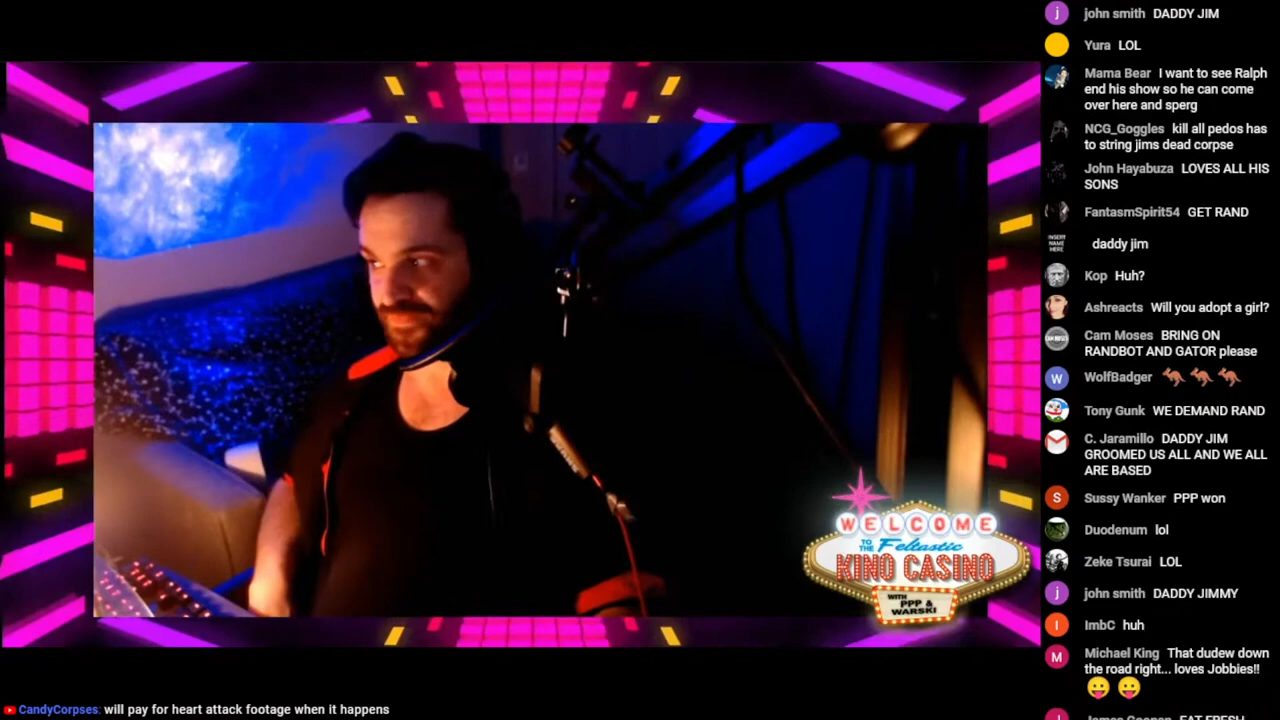 john smith DADDY JIM
Yura LOL
Mama Bear I want to see Ralph
end his show so he can come
over here and sperg
NCG_Goggles kill all pedos has
to string jims dead corpse
John Hayabuza LOVES ALL HIS
SONS
FantasmSpirit54 GET RAND
INSERT
NAME
HERE
daddy jim
Kop Huh?
Ashreacts Will you adopt a girl?
Cam Moses BRING ON
RANDBOT AND GATOR please
WolfBadger
Tony Gunk WE DEMAND RAND
C. Jaramillo DADDY JIM
GROOMED US ALL AND WE ALL
ARE BASED
Sussy Wanker PPP won
Duodenum lol
Zeke Tsurai LOL
john smith DADDY JIMMY
ImbC huh
Michael King That dudew down
the road right... loves Jobbies!!
WELCOME
TO THE Feltastic
KINO CASINO
WITH
PPP &
WARSKI
CandyCorpses: will pay for heart attack footage when it happens